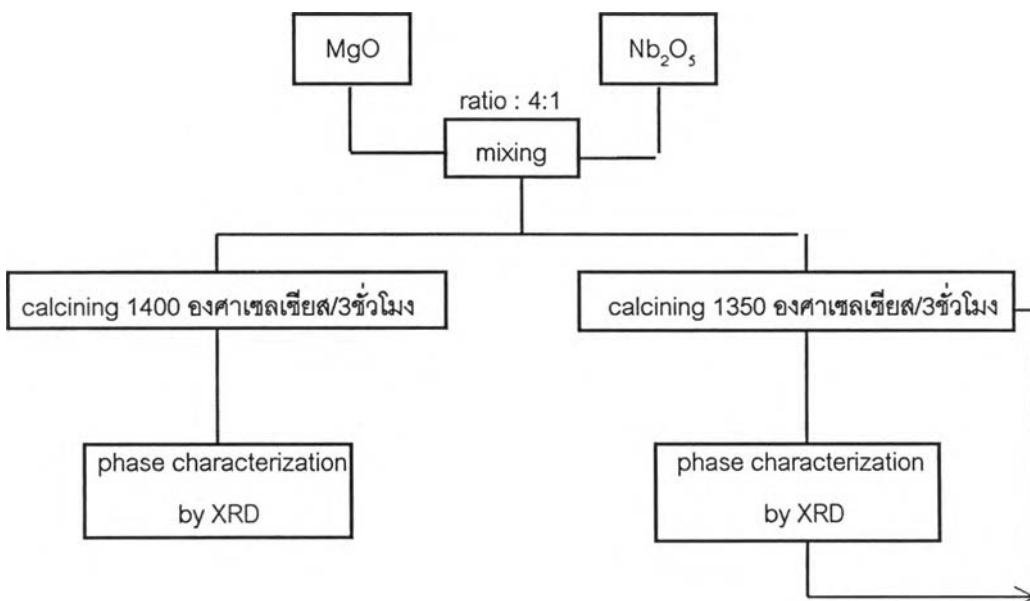 MgO
Nb₂O₅
ratio : 4:1
mixing
calcining 1400 องศาเซลเซียส/3ชั่วโมง
calcining 1350 องศาเซลเซียส/3ชั่วโมง
phase characterization
by XRD
phase characterization
by XRD